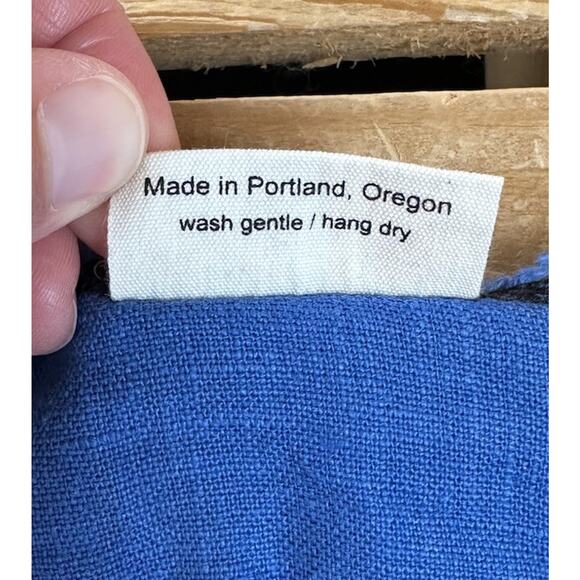 Made in Portland, Oregon
wash gentle / hang dry